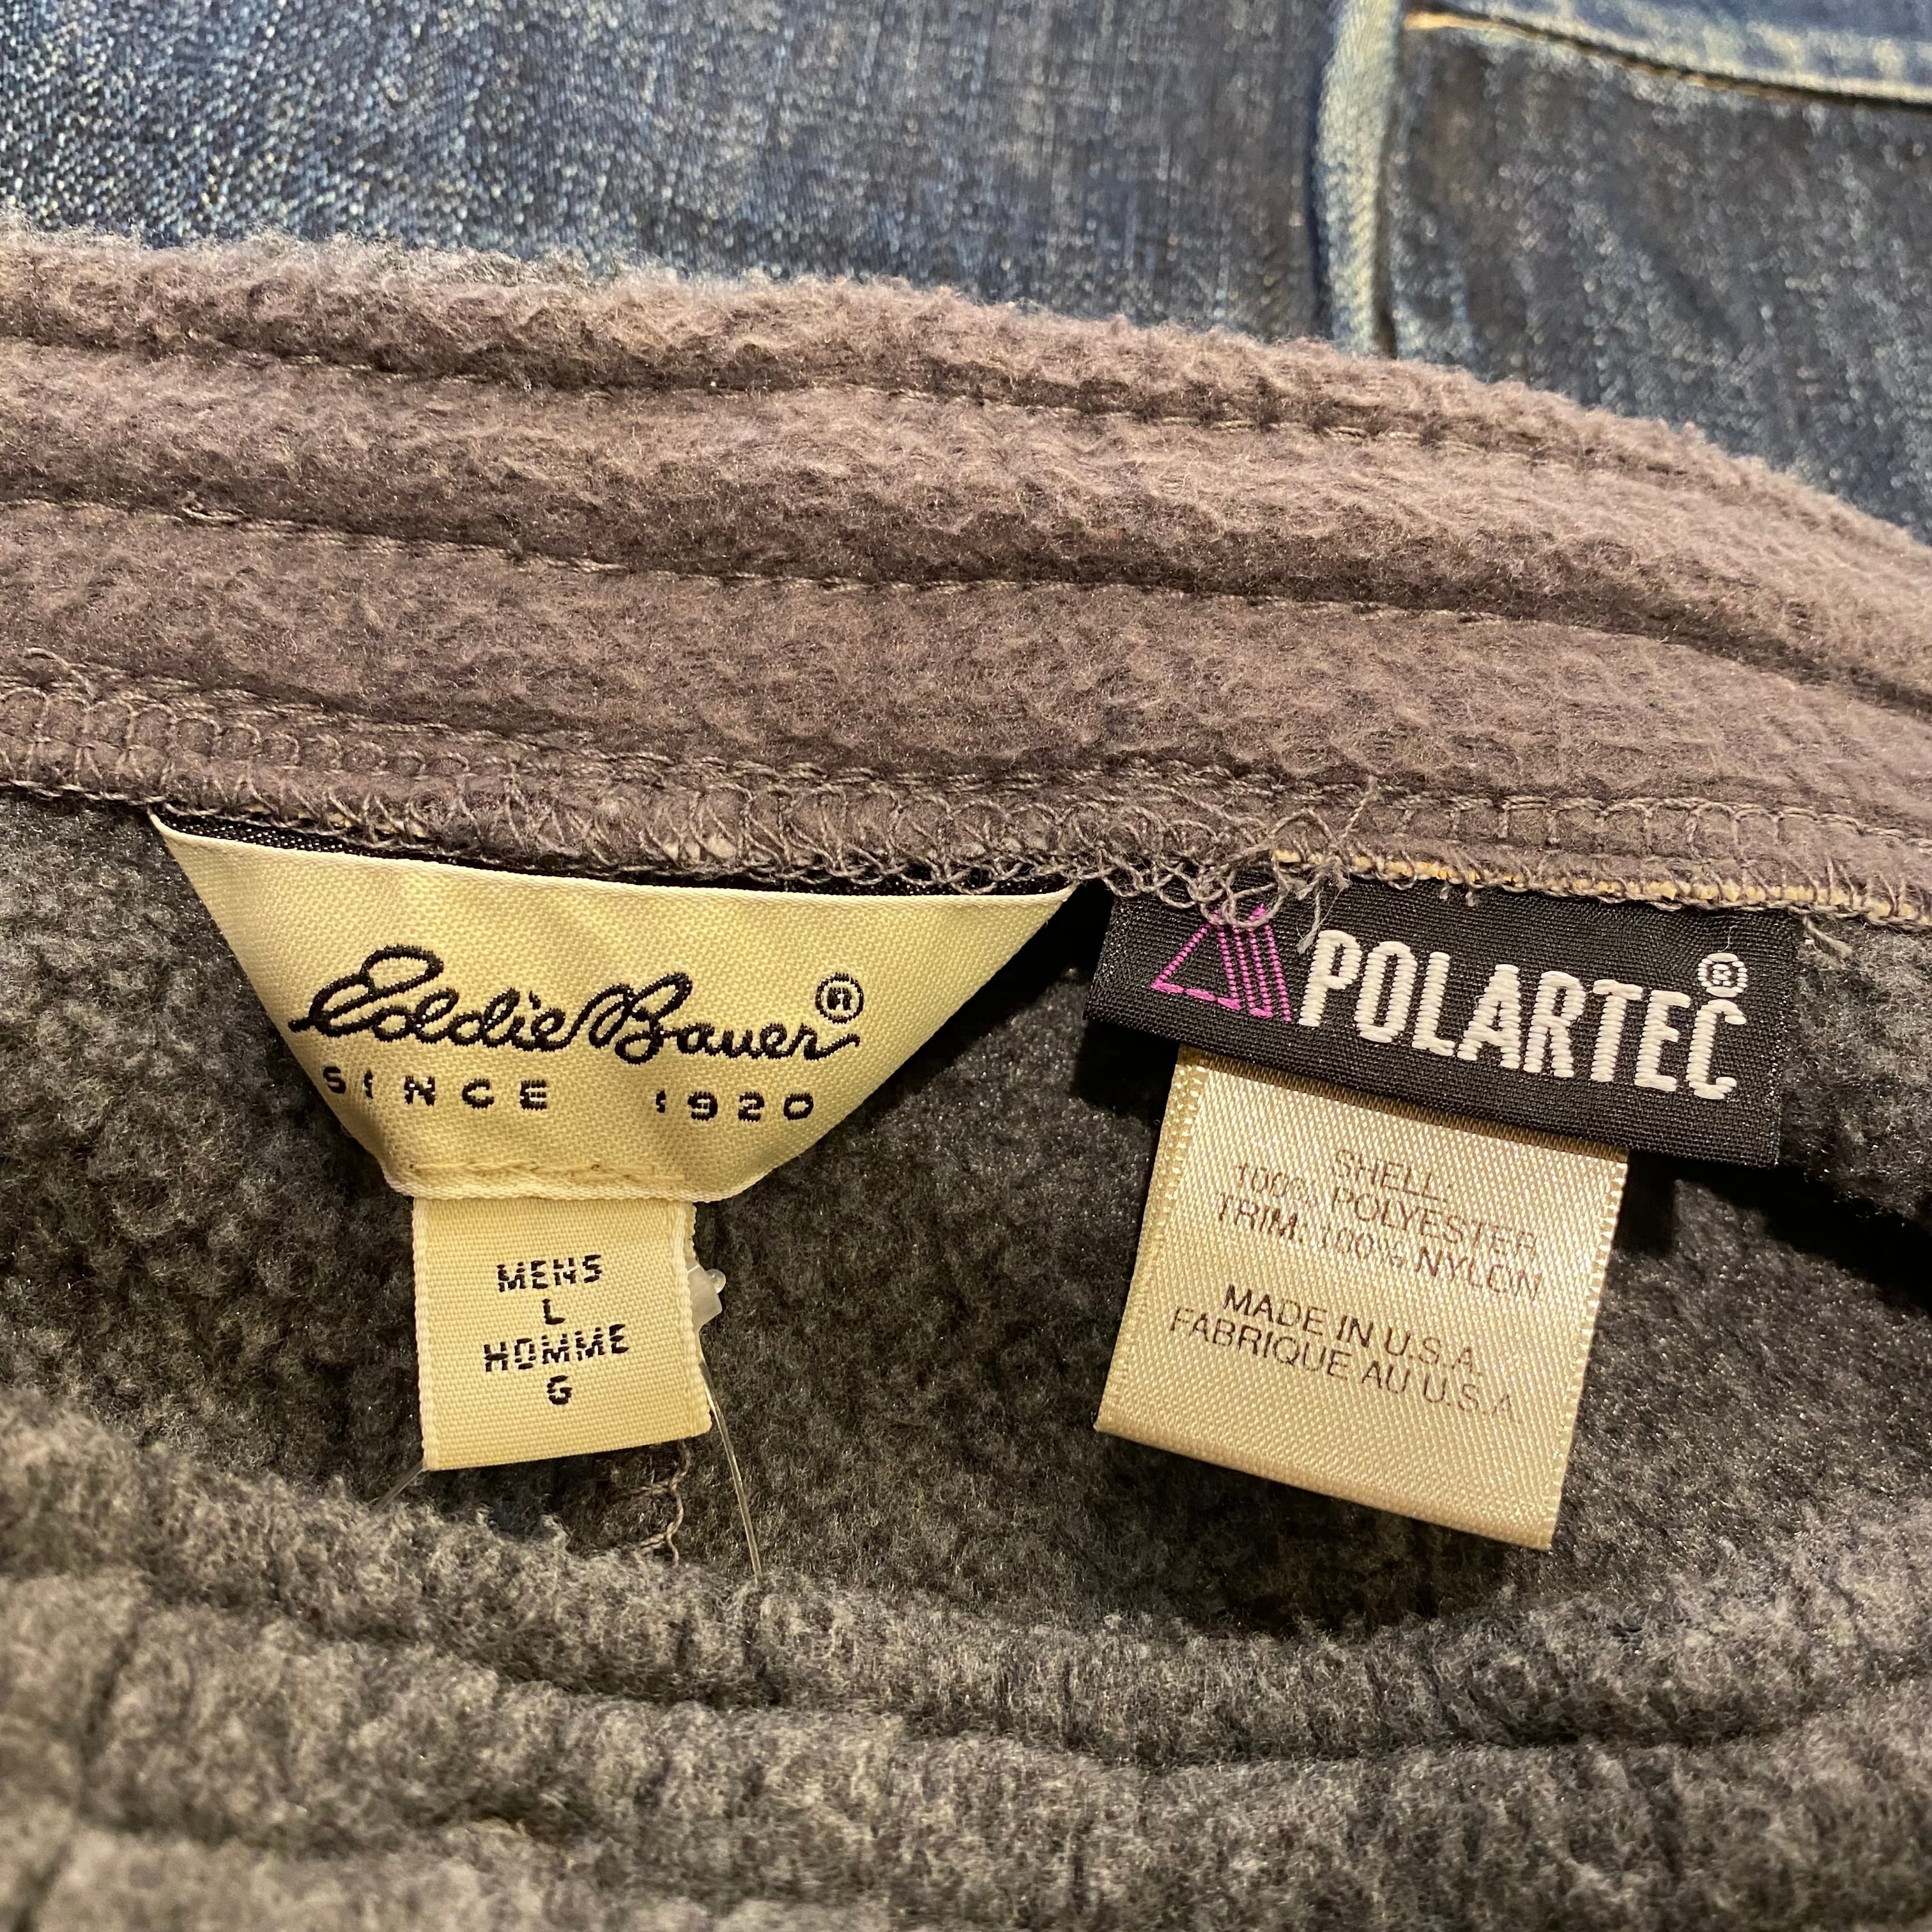 Eddie Bauer®
SINCE 1920
MENS
L
HOMME
G
POLARTEC®
SHELL:
100% POLYESTER
TRIM: 100% NYLON
MADE IN U.S.A.
FABRIQUE AU U.S.A.